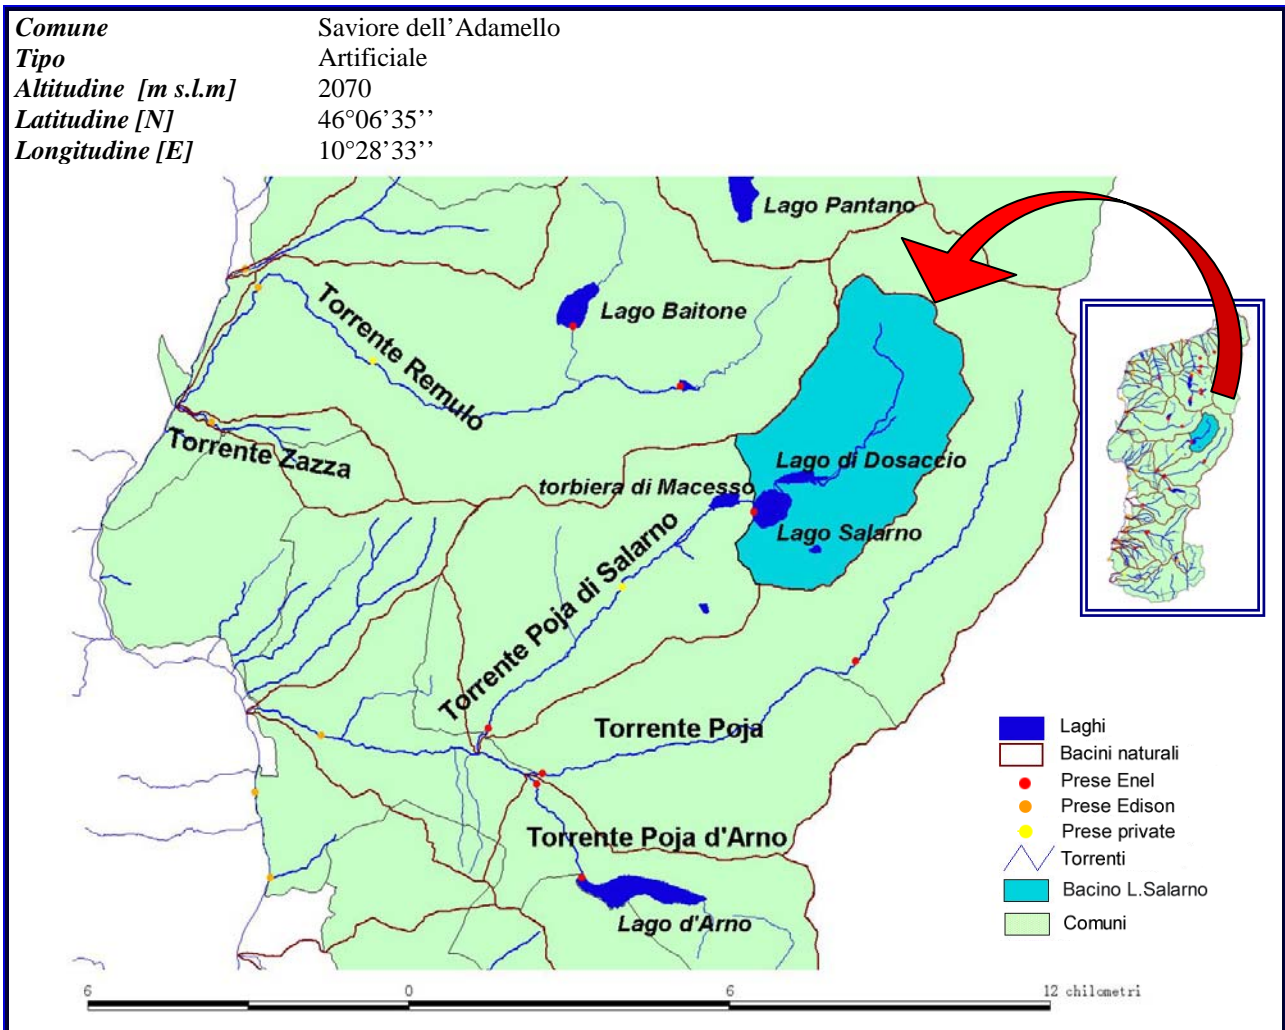 Comune Saviore dell’Adamello
Tipo Artificiale
Altitudine [m s.l.m] 2070
Latitudine [N] 46°06’35’’
Longitudine [E] 10°28’33’’
Lago Pantano
Lago Baitone
Torrente Remulo
Torrente Zazza
Lago di Dosaccio
torbiera di Macesso
Lago Salarno
Torrente Poja di Salarno
Torrente Poja
Torrente Poja d'Arno
Lago d'Arno
Laghi
Bacini naturali
Prese Enel
Prese Edison
Prese private
Torrenti
Bacino L.Salarno
Comuni
6 0 6 12 chilometri